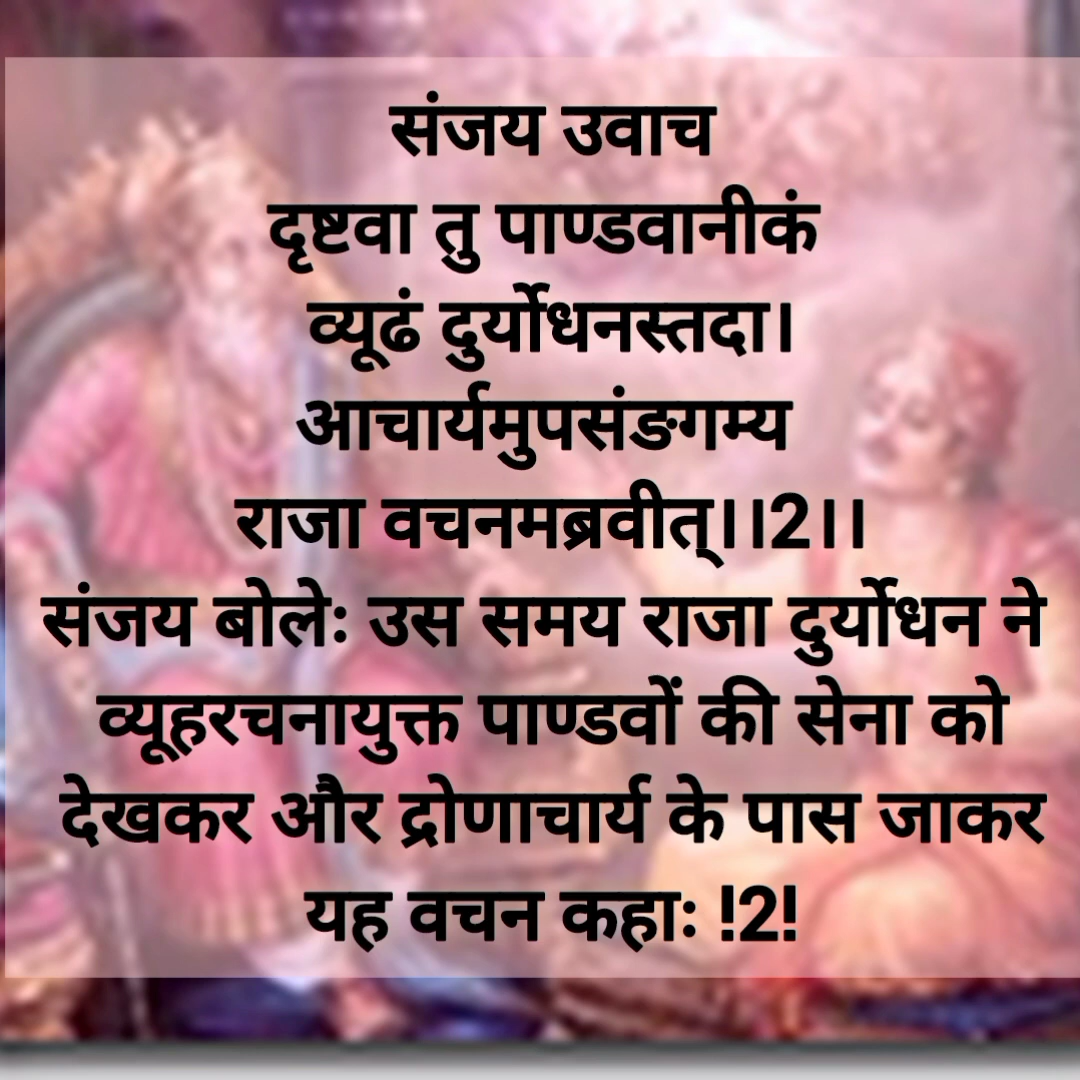 संजय उवाच
दृष्टवा तु पाण्डवानीकं
व्यूढं दुर्योधनस्तदा।
आचार्यमुपसंङगम्य
राजा वचनमब्रवीत्।।2।।
संजय बोलेः उस समय राजा दुर्योधन ने
व्यूहरचनायुक्त पाण्डवों की सेना को
देखकर और द्रोणाचार्य के पास जाकर
यह वचन कहाः !2!